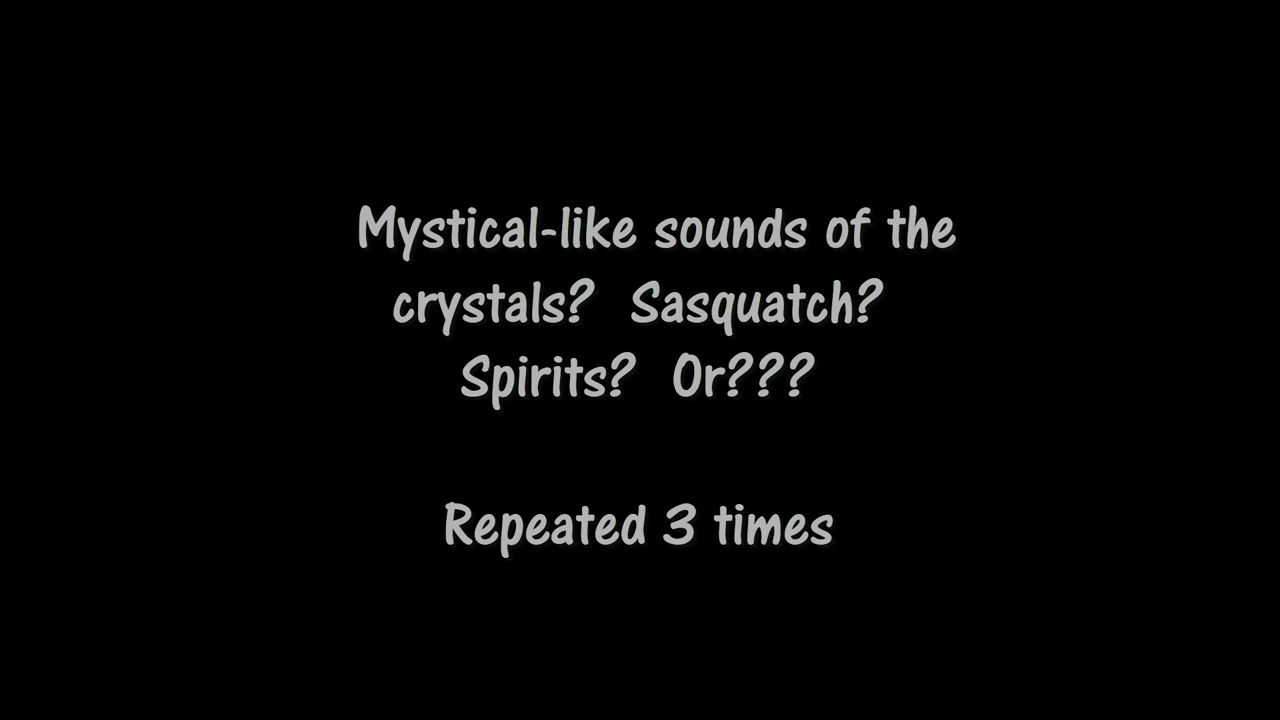 Mystical-like sounds of the
crystals? Sasquatch?
Spirits? Or???
Repeated 3 times